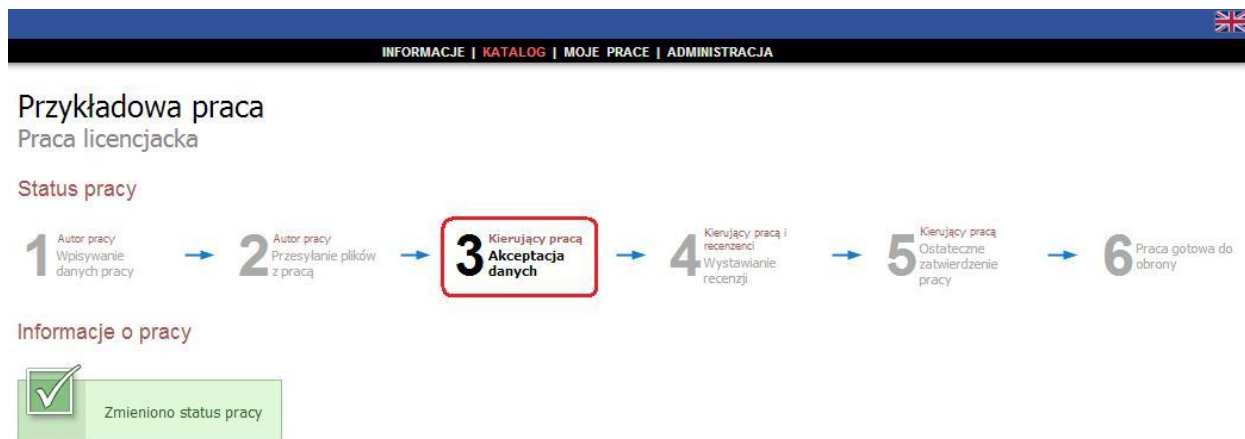 INFORMACJE | KATALOG | MOJE PRACE | ADMINISTRACJA
Przykładowa praca
Praca licencjacka
Status pracy
1 Autor pracy
Wpisywanie
danych pracy
2 Autor pracy
Przesyłanie plików
z pracą
3 Kierujący pracą
Akceptacja
danych
4 Kierujący pracą i
recenzenci
Wystawianie
recenzji
5 Kierujący pracą
Ostateczne
zatwierdzenie
pracy
6 Praca gotowa do
obrony
Informacje o pracy
Zmieniono status pracy